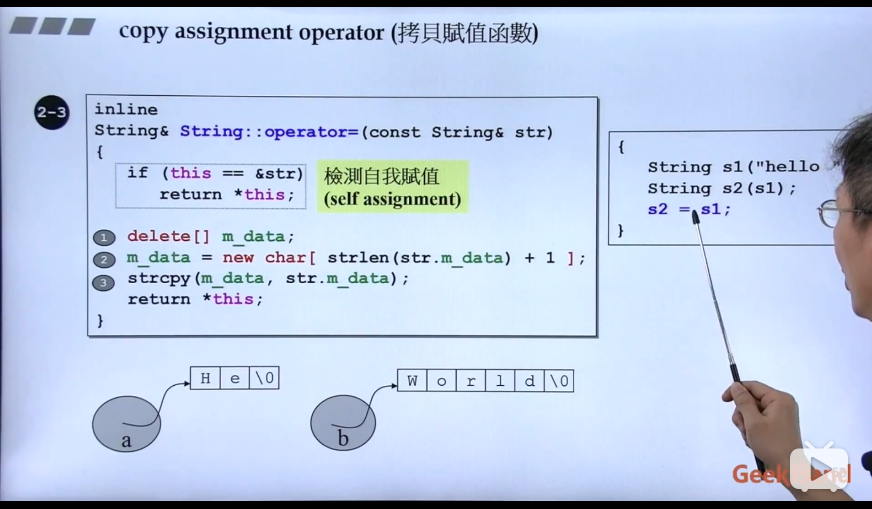 copy assignment operator (拷貝賦值函數)
2-3
inline
String& String::operator=(const String& str)
{
if (this == &str)
return *this;
檢測自我賦值
(self assignment)
1 delete[] m_data;
2 m_data = new char[ strlen(str.m_data) + 1 ];
3 strcpy(m_data, str.m_data);
return *this;
}
{
String s1("hello
String s2(s1);
s2 = s1;
}
H e \0
W o r l d \0
a
b